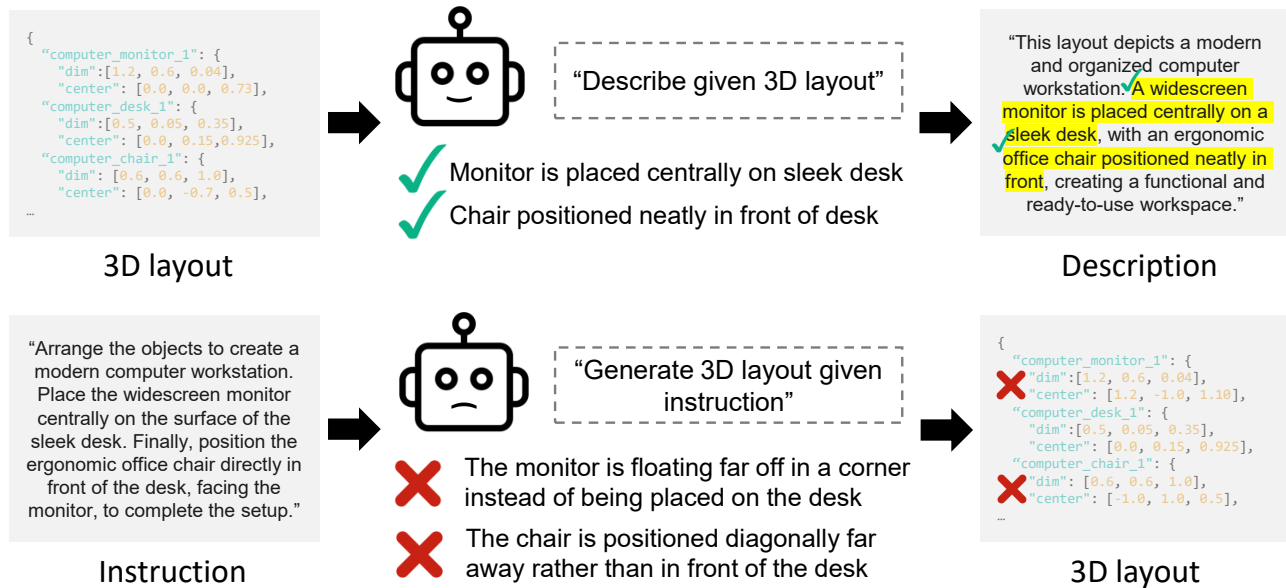 {
“computer_monitor_1": {
"dim":[1.2, 0.6, 0.04],
"center": [0.0, 0.0, 0.73],
“computer_desk_1": {
"dim":[0.5, 0.05, 0.35],
"center": [0.0, 0.15,0.925],
“computer_chair_1": {
"dim": [0.6, 0.6, 1.0],
"center": [0.0, -0.7, 0.5],
…
3D layout
“Describe given 3D layout”
Monitor is placed centrally on sleek desk
Chair positioned neatly in front of desk
“This layout depicts a modern
and organized computer
workstation. A widescreen
monitor is placed centrally on a
sleek desk, with an ergonomic
office chair positioned neatly in
front, creating a functional and
ready-to-use workspace.”
Description
“Arrange the objects to create a
modern computer workstation.
Place the widescreen monitor
centrally on the surface of the
sleek desk. Finally, position the
ergonomic office chair directly in
front of the desk, facing the
monitor, to complete the setup.”
Instruction
“Generate 3D layout given
instruction”
The monitor is floating far off in a corner
instead of being placed on the desk
The chair is positioned diagonally far
away rather than in front of the desk
{
“computer_monitor_1": {
"dim":[1.2, 0.6, 0.04],
"center": [1.2, -1.0, 1.10],
“computer_desk_1": {
"dim":[0.5, 0.05, 0.35],
"center": [0.0, 0.15, 0.925],
“computer_chair_1": {
"dim": [0.6, 0.6, 1.0],
"center": [-1.0, 1.0, 0.5],
…
3D layout